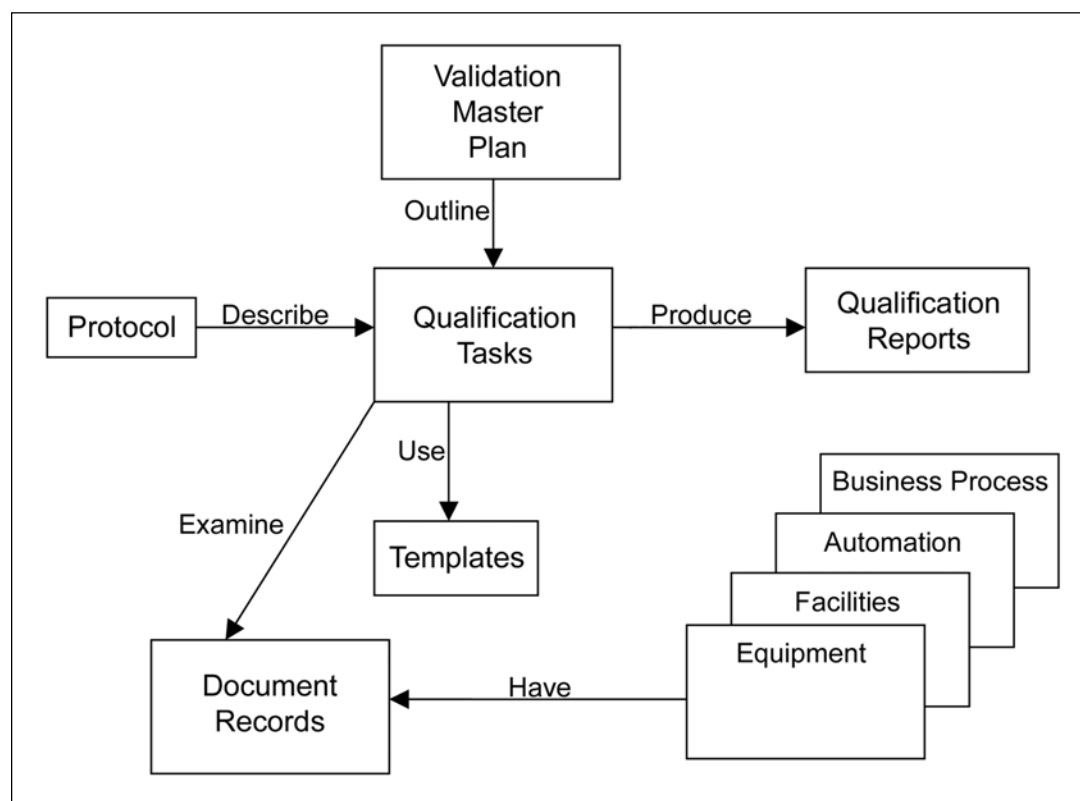 Validation
Master
Plan
Outline
Protocol
Describe
Qualification
Tasks
Produce
Qualification
Reports
Use
Examine
Templates
Business Process
Automation
Facilities
Equipment
Document
Records
Have